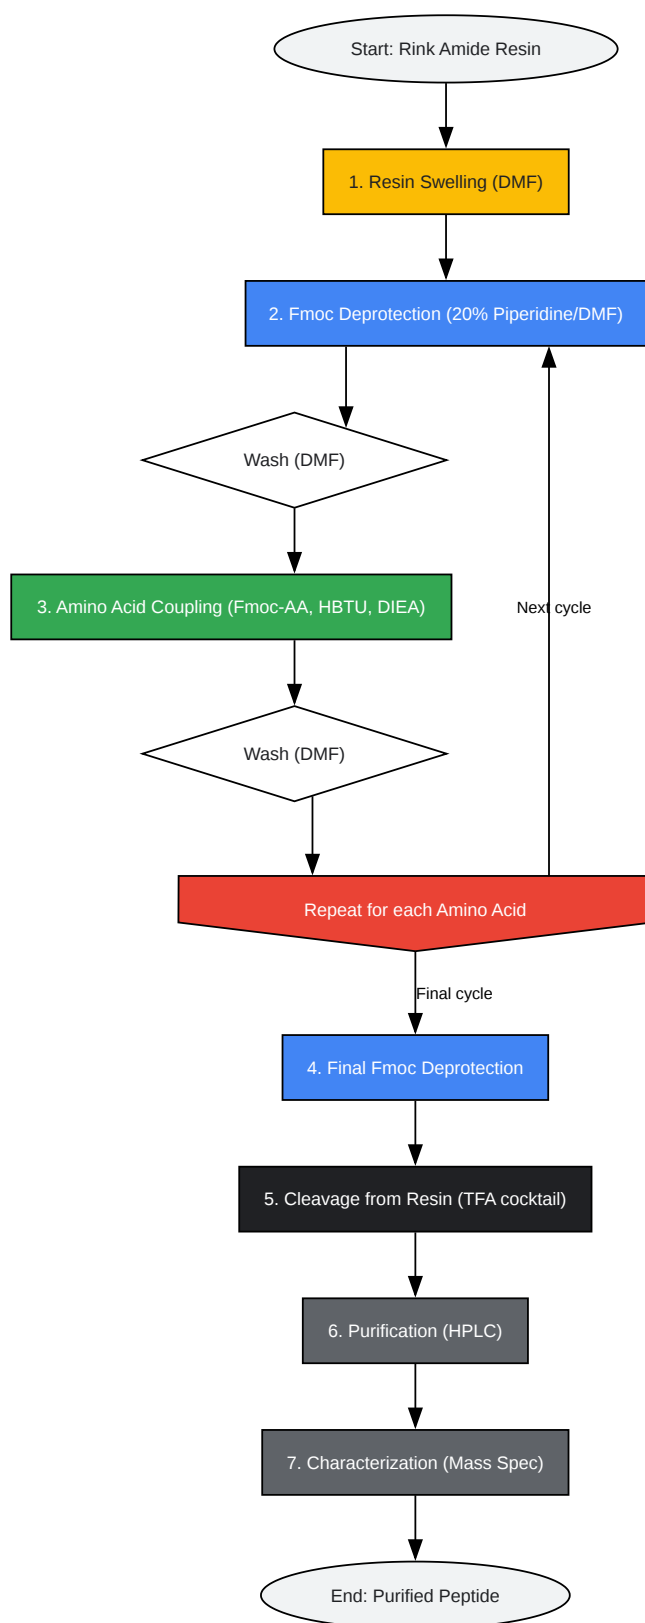 Start: Rink Amide Resin
1. Resin Swelling (DMF)
2. Fmoc Deprotection (20% Piperidine/DMF)
Wash (DMF)
3. Amino Acid Coupling (Fmoc-AA, HBTU, DIEA)
Next cycle
Wash (DMF)
Repeat for each Amino Acid
Final cycle
4. Final Fmoc Deprotection
5. Cleavage from Resin (TFA cocktail)
6. Purification (HPLC)
7. Characterization (Mass Spec)
End: Purified Peptide